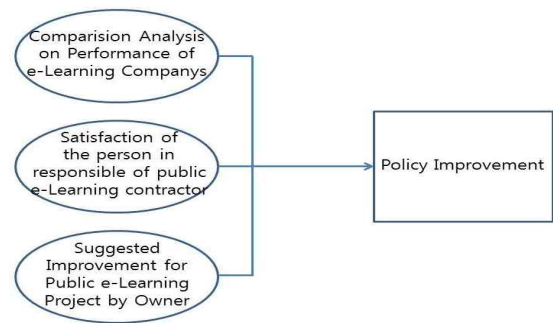 Comparision Analysis
on Performance of
e-Learning Companys
Satisfaction of
the person in
responsible of public
e-Learning contractor
Policy Improvement
Suggested
Improvement for
Public e-Learning
Project by Owner